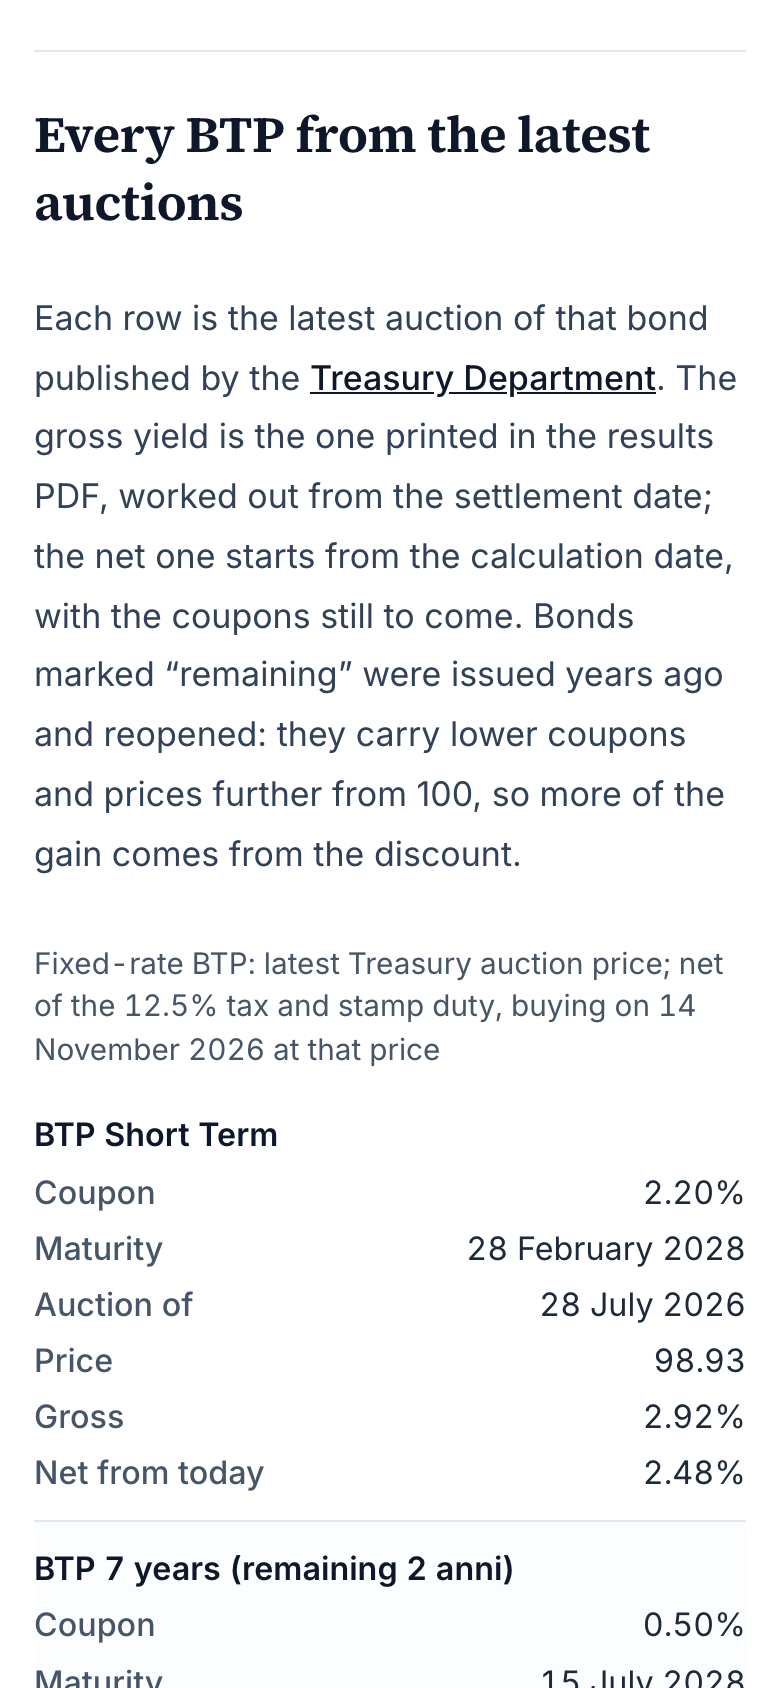 Every BTP from the latest
auctions
Each row is the latest auction of that bond
published by the Treasury Department. The
gross yield is the one printed in the results
PDF, worked out from the settlement date;
the net one starts from the calculation date,
with the coupons still to come. Bonds
marked “remaining” were issued years ago
and reopened: they carry lower coupons
and prices further from 100, so more of the
gain comes from the discount.
Fixed-rate BTP: latest Treasury auction price; net
of the 12.5% tax and stamp duty, buying on 14
November 2026 at that price
BTP Short Term
Coupon 2.20%
Maturity 28 February 2028
Auction of 28 July 2026
Price 98.93
Gross 2.92%
Net from today 2.48%
BTP 7 years (remaining 2 anni)
Coupon 0.50%
Maturity 15 July 2028